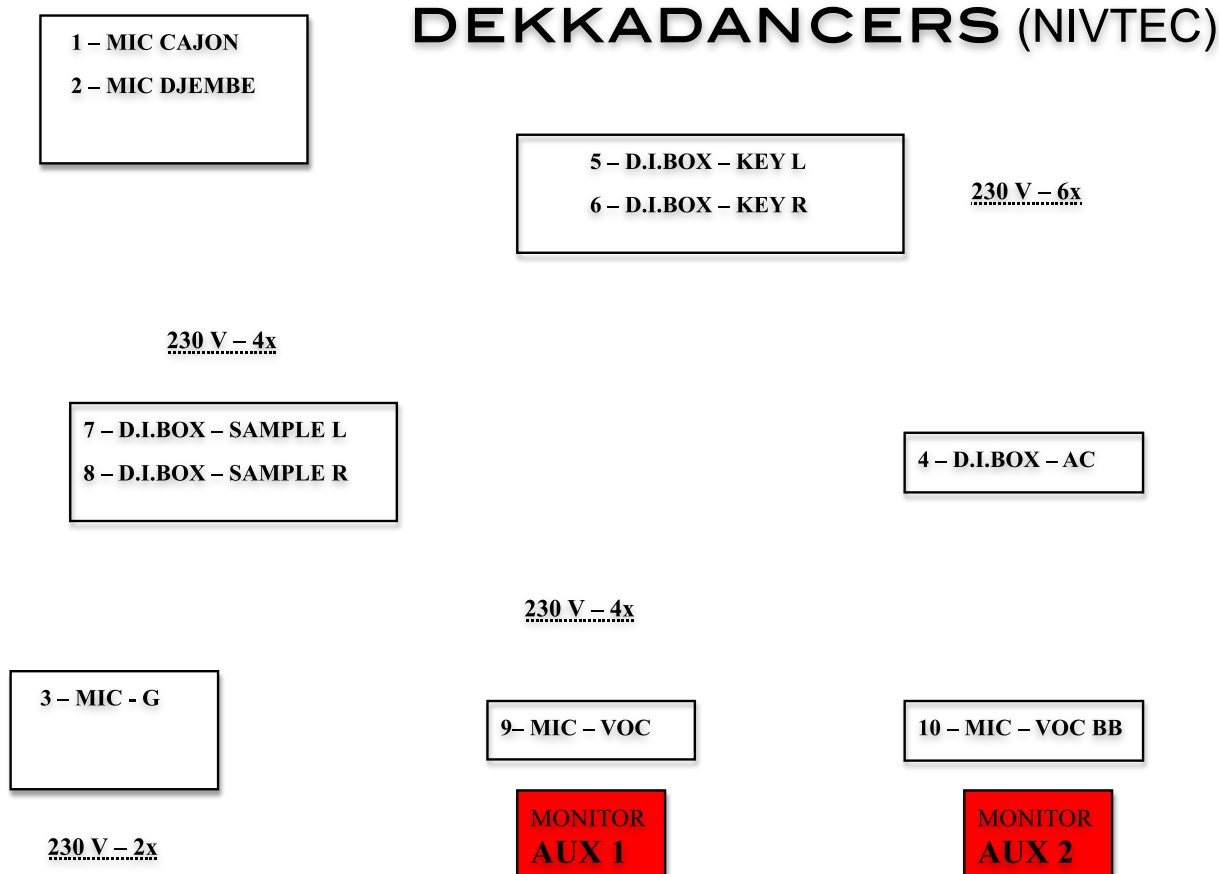 DEKKADANCERS (NIVTEC)
1 – MIC CAJON
2 – MIC DJEMBE
5 – D.I.BOX – KEY L
6 – D.I.BOX – KEY R
230 V – 6x
230 V – 4x
7 – D.I.BOX – SAMPLE L
8 – D.I.BOX – SAMPLE R
4 – D.I.BOX – AC
230 V – 4x
3 – MIC - G
9– MIC – VOC
10 – MIC – VOC BB
MONITOR
AUX 1
MONITOR
AUX 2
230 V – 2x